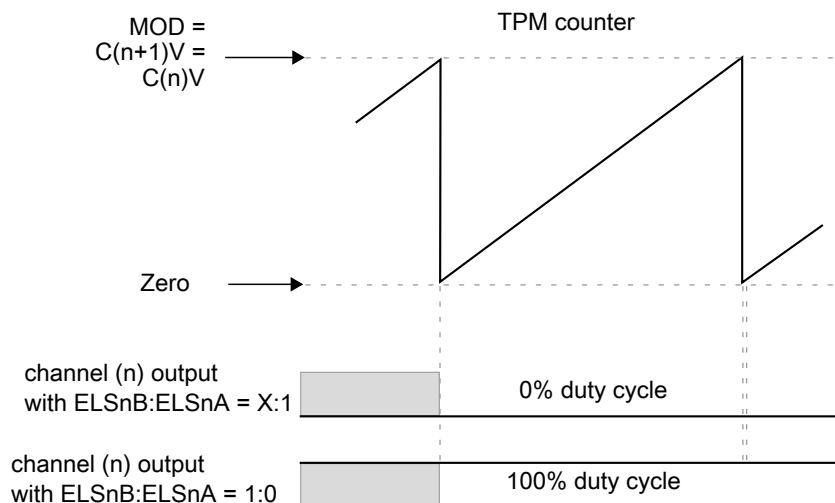 MOD =
C(n+1)V =
C(n)V
TPM counter
Zero
channel (n) output
with ELSnB:ELSnA = X:1
0% duty cycle
channel (n) output
with ELSnB:ELSnA = 1:0
100% duty cycle